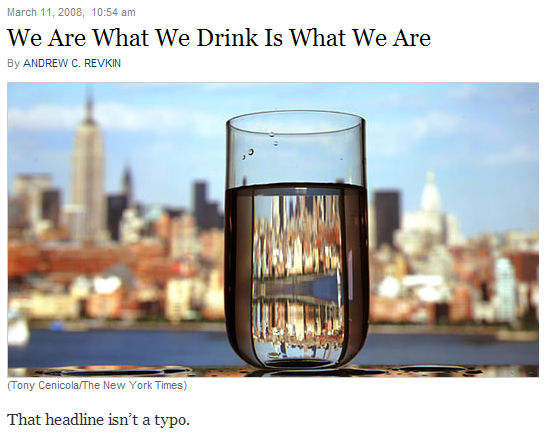 March 11, 2008, 10:54 am
We Are What We Drink Is What We Are
By ANDREW C. REVKIN
(Tony Cenicola/The New York Times)
That headline isn't a typo.